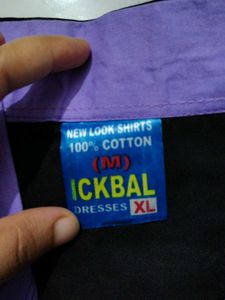 NEW LOOK SHIRTS
100% COTTON
(M)
ICKBAL
DRESSES XL